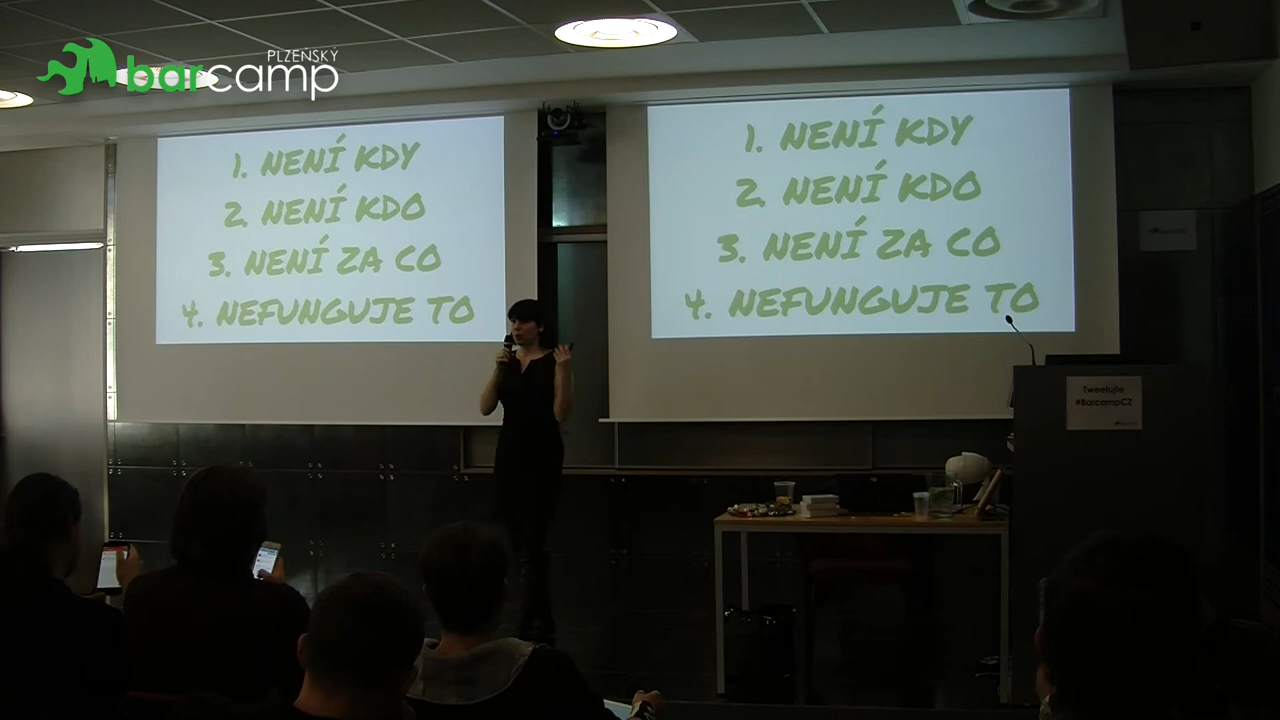 PLZEŇSKÝ
barcamp
1. NENÍ KDY
2. NENÍ KDO
3. NENÍ ZA CO
4. NEFUNGUJE TO
1. NENÍ KDY
2. NENÍ KDO
3. NENÍ ZA CO
4. NEFUNGUJE TO
Tweetujte
#BarcampCZ